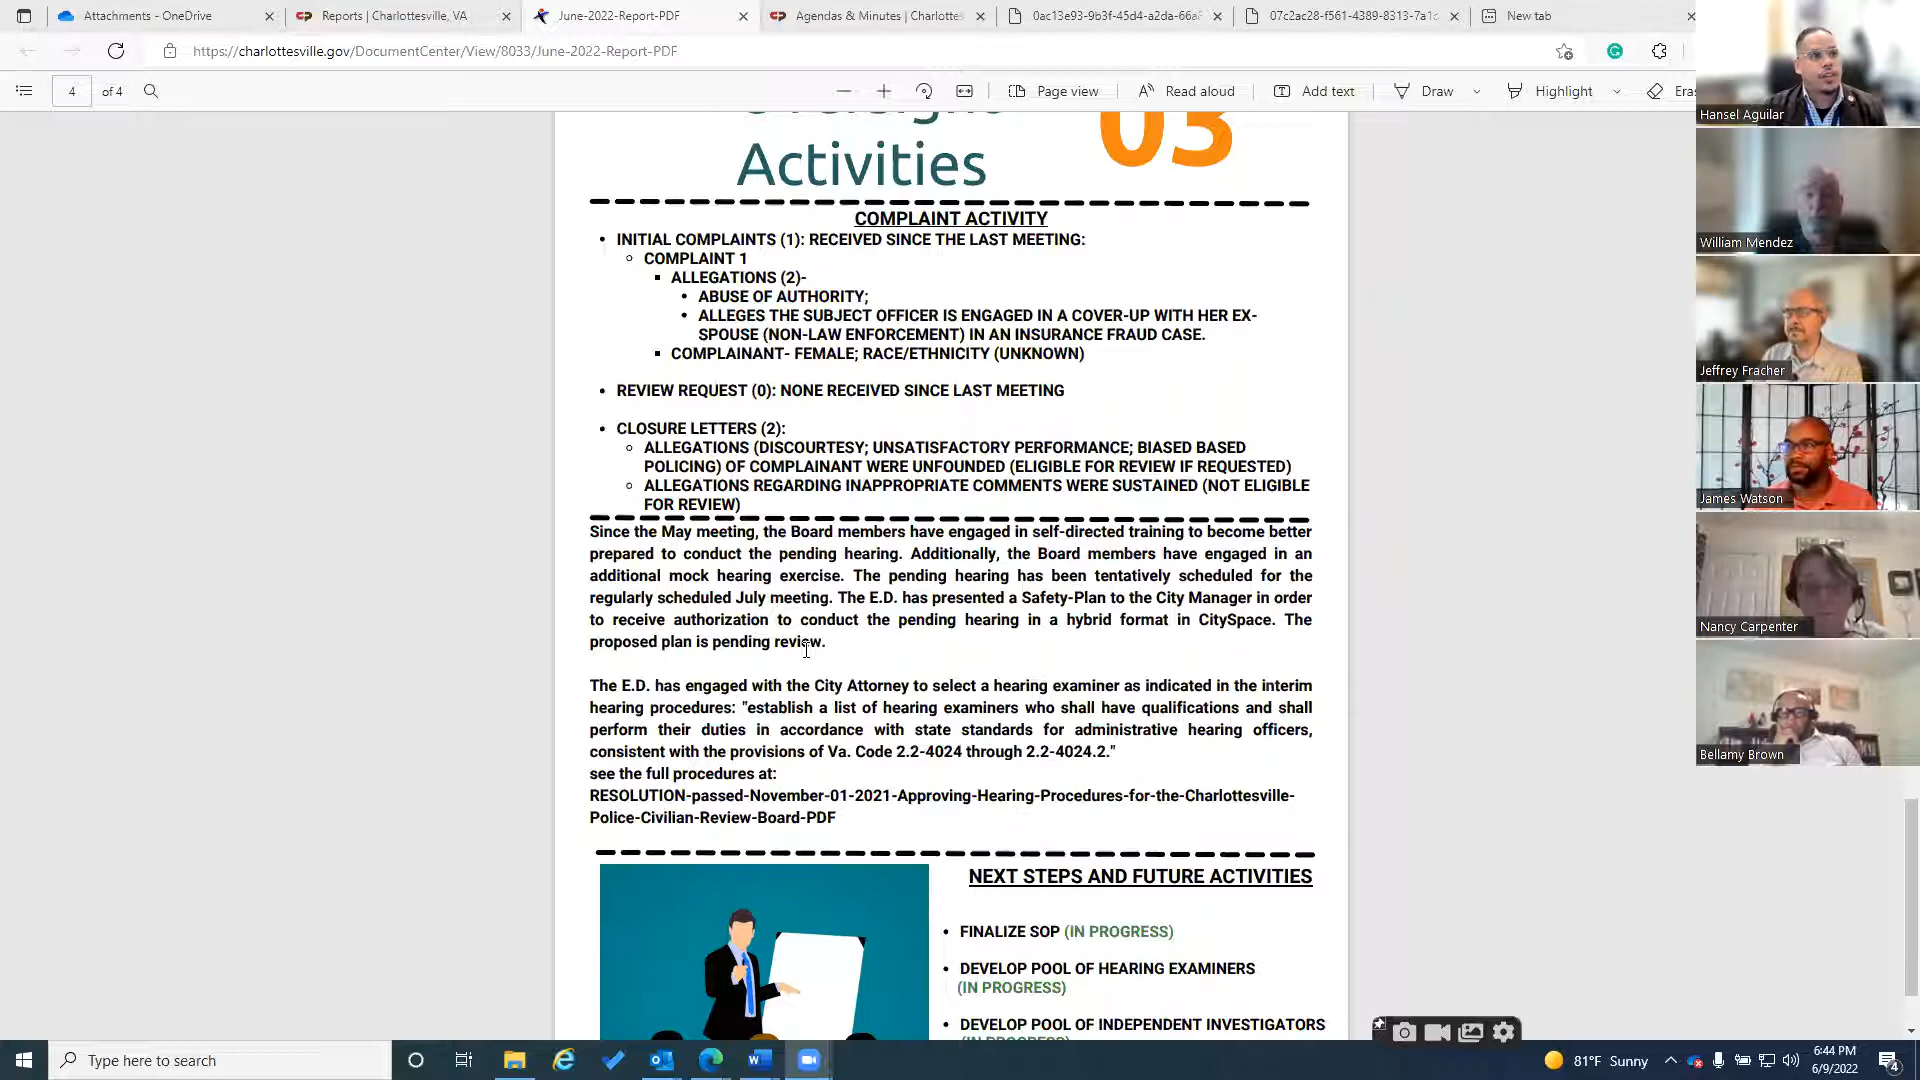 Attachments - OneDrive
Reports | Charlottesville, VA
June-2022-Report-PDF
Agendas & Minutes | Charlottes
0ac13e93-9b3f-45d4-a2da-66a
07c2ac28-f561-4389-8313-7a1c
New tab
https://charlottesville.gov/DocumentCenter/View/8033/June-2022-Report-PDF
4 of 4
Page view
Read aloud
Add text
Draw
Highlight
Eras
03
Activities
COMPLAINT ACTIVITY
• INITIAL COMPLAINTS (1): RECEIVED SINCE THE LAST MEETING:
COMPLAINT 1
ALLEGATIONS (2)-
ABUSE OF AUTHORITY;
ALLEGES THE SUBJECT OFFICER IS ENGAGED IN A COVER-UP WITH HER EX-
SPOUSE (NON-LAW ENFORCEMENT) IN AN INSURANCE FRAUD CASE.
COMPLAINANT- FEMALE; RACE/ETHNICITY (UNKNOWN)
• REVIEW REQUEST (0): NONE RECEIVED SINCE LAST MEETING
• CLOSURE LETTERS (2):
ALLEGATIONS (DISCOURTESY; UNSATISFACTORY PERFORMANCE; BIASED BASED
POLICING) OF COMPLAINANT WERE UNFOUNDED (ELIGIBLE FOR REVIEW IF REQUESTED)
ALLEGATIONS REGARDING INAPPROPRIATE COMMENTS WERE SUSTAINED (NOT ELIGIBLE
FOR REVIEW)
Since the May meeting, the Board members have engaged in self-directed training to become better
prepared to conduct the pending hearing. Additionally, the Board members have engaged in an
additional mock hearing exercise. The pending hearing has been tentatively scheduled for the
regularly scheduled July meeting. The E.D. has presented a Safety-Plan to the City Manager in order
to receive authorization to conduct the pending hearing in a hybrid format in CitySpace. The
proposed plan is pending review.
The E.D. has engaged with the City Attorney to select a hearing examiner as indicated in the interim
hearing procedures: "establish a list of hearing examiners who shall have qualifications and shall
perform their duties in accordance with state standards for administrative hearing officers,
consistent with the provisions of Va. Code 2.2-4024 through 2.2-4024.2."
see the full procedures at:
RESOLUTION-passed-November-01-2021-Approving-Hearing-Procedures-for-the-Charlottesville-
Police-Civilian-Review-Board-PDF
NEXT STEPS AND FUTURE ACTIVITIES
• FINALIZE SOP (IN PROGRESS)
• DEVELOP POOL OF HEARING EXAMINERS
(IN PROGRESS)
• DEVELOP POOL OF INDEPENDENT INVESTIGATORS
Hansel Aguilar
William Mendez
Jeffrey Fracher
James Watson
Nancy Carpenter
Bellamy Brown
Type here to search
81°F Sunny
6:44 PM
6/9/2022
4